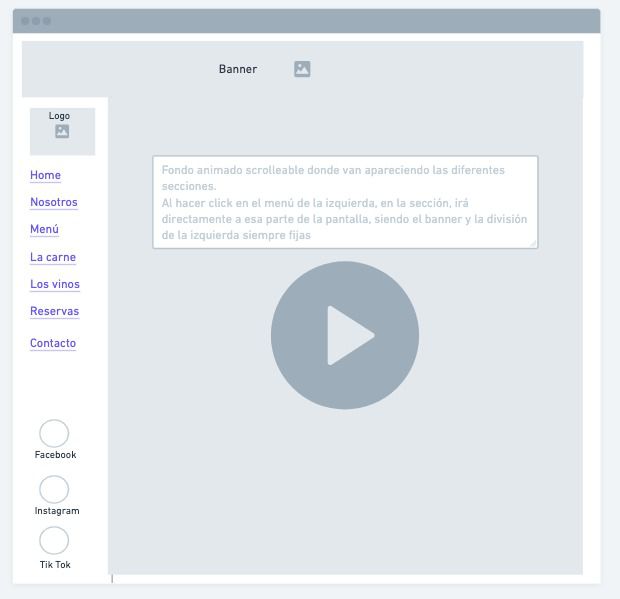 Banner
Logo
Home
Nosotros
Menú
La carne
Los vinos
Reservas
Contacto
Facebook
Instagram
Tik Tok
Fondo animado scrolleable donde van apareciendo las diferentes
secciones.
Al hacer click en el menú de la izquierda, en la sección, irá
directamente a esa parte de la pantalla, siendo el banner y la división
de la izquierda siempre fijas